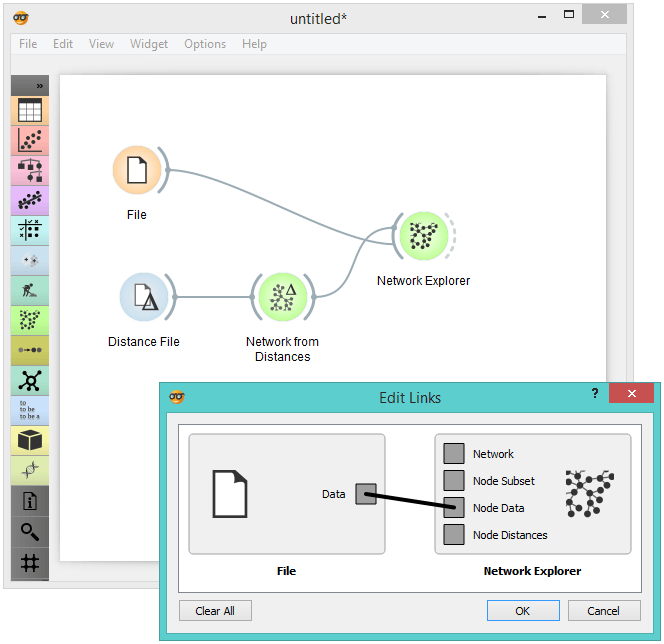 untitled*
File Edit View Widget Options Help
»
File
Network Explorer
Distance File
Network from
Distances
to
to be
to be a
Edit Links
?
Data
Network
Node Subset
Node Data
Node Distances
File
Network Explorer
Clear All
OK
Cancel